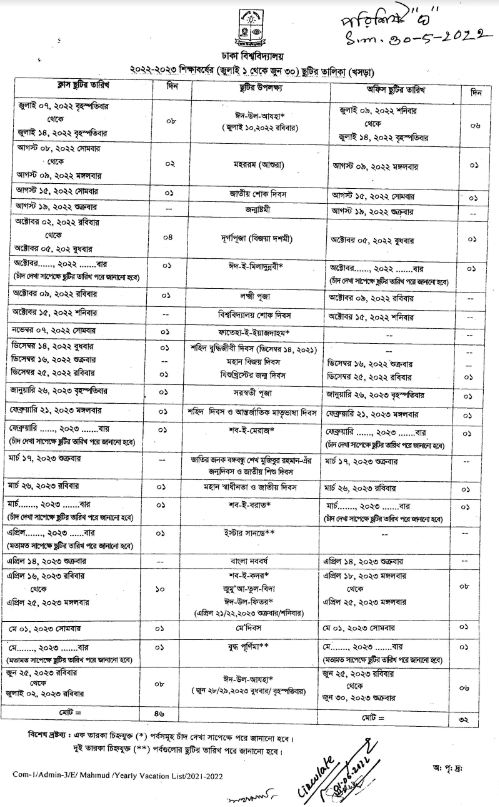 পরিশিষ্ট "ঘ"
S.m. 30-5-2022
ঢাকা বিশ্ববিদ্যালয়
২০২২-২০২৩ শিক্ষাবর্ষের (জুলাই ১ থেকে জুন ৩০) ছুটির তালিকা (খসড়া)
ক্লাস ছুটির তারিখ দিন ছুটির উপলক্ষ্য অফিস ছুটির তারিখ দিন
জুলাই ০৭, ২০২২ বৃহস্পতিবার থেকে জুলাই ১৪, ২০২২ বৃহস্পতিবার ০৮ ঈদ-উল-আযহা* (জুলাই ১০,২০২২ রবিবার) জুলাই ০৯, ২০২২ শনিবার থেকে জুলাই ১৪, ২০২২ বৃহস্পতিবার ০৬
আগস্ট ০৮, ২০২২ সোমবার থেকে আগস্ট ০৯, ২০২২ মঙ্গলবার ০২ মহররম (আশুরা) আগস্ট ০৯, ২০২২ মঙ্গলবার ০১
আগস্ট ১৫, ২০২২ সোমবার ০১ জাতীয় শোক দিবস আগস্ট ১৫, ২০২২ সোমবার ০১
আগস্ট ১৯, ২০২২ শুক্রবার -- জন্মাষ্টমী আগস্ট ১৯, ২০২২ শুক্রবার --
অক্টোবর ০২, ২০২২ রবিবার থেকে অক্টোবর ০৫, ২০২ বুধবার ০৪ দূর্গাপূজা (বিজয়া দশমী) অক্টোবর ০৫, ২০২২ বুধবার ০১
অক্টোবর......, ২০২২ .......বার (চাঁদ দেখা সাপেক্ষে ছুটির তারিখ পরে জানানো হবে) ০১ ঈদ-ই-মিলাদুন্নবী* অক্টোবর......, ২০২২ .......বার (চাঁদ দেখা সাপেক্ষে ছুটির তারিখ পরে জানানো হবে) ০১
অক্টোবর ০৯, ২০২২ রবিবার ০১ লক্ষ্মী পূজা অক্টোবর ০৯, ২০২২ রবিবার --
অক্টোবর ১৫, ২০২২ শনিবার -- বিশ্ববিদ্যালয় শোক দিবস অক্টোবর ১৫, ২০২২ শনিবার --
নভেম্বর ০৭, ২০২২ সোমবার ০১ ফাতেহা-ই-ইয়াজদাহম* -- --
ডিসেম্বর ১৪, ২০২২ বুধবার ০১ শহিদ বুদ্ধিজীবী দিবস (ডিসেম্বর ১৪, ২০২১) -- --
ডিসেম্বর ১৬, ২০২২ শুক্রবার -- মহান বিজয় দিবস ডিসেম্বর ১৬, ২০২২ শুক্রবার --
ডিসেম্বর ২৫, ২০২২ রবিবার ০১ যিশুখ্রিস্টের জন্ম দিবস ডিসেম্বর ২৫, ২০২২ রবিবার ০১
জানুয়ারি ২৬, ২০২৩ বৃহস্পতিবার ০১ সরস্বতী পূজা জানুয়ারি ২৬, ২০২৩ বৃহস্পতিবার ০১
ফেব্রুয়ারি ২১, ২০২৩ মঙ্গলবার ০১ শহিদ দিবস ও আন্তর্জাতিক মাতৃভাষা দিবস ফেব্রুয়ারি ২১, ২০২৩ মঙ্গলবার ০১
ফেব্রুয়ারি ......, ২০২৩ ......বার (চাঁদ দেখা সাপেক্ষে ছুটির তারিখ পরে জানানো হবে) ০১ শব-ই-মেরাজ* ফেব্রুয়ারি ......, ২০২৩ ......বার (চাঁদ দেখা সাপেক্ষে ছুটির তারিখ পরে জানানো হবে) ০১
মার্চ ১৭, ২০২৩ শুক্রবার -- জাতির জনক বঙ্গবন্ধু শেখ মুজিবুর রহমান-এঁর জন্মদিবস ও জাতীয় শিশু দিবস মার্চ ১৭, ২০২৩ শুক্রবার --
মার্চ ২৬, ২০২৩ রবিবার ০১ মহান স্বাধীনতা ও জাতীয় দিবস মার্চ ২৬, ২০২৩ রবিবার ০১
মার্চ......, ২০২৩ ......বার (চাঁদ দেখা সাপেক্ষে ছুটির তারিখ পরে জানানো হবে) ০১ শব-ই-বরাত* মার্চ......, ২০২৩ ......বার (চাঁদ দেখা সাপেক্ষে ছুটির তারিখ পরে জানানো হবে) ০১
এপ্রিল......, ২০২৩ ......বার (মতামত সাপেক্ষে ছুটির তারিখ পরে জানানো হবে) ০১ ইস্টার সানডে** -- --
এপ্রিল ১৪, ২০২৩ শুক্রবার -- বাংলা নববর্ষ এপ্রিল ১৪, ২০২৩ শুক্রবার --
এপ্রিল ১৬, ২০২৩ রবিবার থেকে এপ্রিল ২৫, ২০২৩ মঙ্গলবার ১০ শব-ই-কদর* জুমু'আ-তুল-বিদা ঈদ-উল-ফিতর* (এপ্রিল ২১/২২,২০২৩ শুক্রবার/শনিবার) এপ্রিল ১৮, ২০২৩ মঙ্গলবার থেকে এপ্রিল ২৫, ২০২৩ মঙ্গলবার ০৮
মে ০১, ২০২৩ সোমবার ০১ মে'দিবস মে ০১, ২০২৩ সোমবার ০১
মে......, ২০২৩ ......বার (মতামত সাপেক্ষে ছুটির তারিখ পরে জানানো হবে) ০১ বুদ্ধ পূর্ণিমা** মে......, ২০২৩ ......বার (মতামত সাপেক্ষে ছুটির তারিখ পরে জানানো হবে) ০১
জুন ২৫, ২০২৩ রবিবার থেকে জুলাই ০২, ২০২৩ রবিবার ০৮ ঈদ-উল-আযহা* (জুন ২৮/২৯,২০২৩ বুধবার/ বৃহস্পতিবার) জুন ২৫, ২০২৩ রবিবার থেকে জুন ৩০, ২০২৩ শুক্রবার ০৬
মোট = ৪৬ মোট = ৩২
বিশেষ দ্রষ্টব্য : এক তারকা চিহ্নযুক্ত (*) পর্বসমূহ চাঁদ দেখা সাপেক্ষে পরে জানানো হবে।
দুই তারকা চিহ্নযুক্ত (**) পর্বগুলোর ছুটির তারিখ পরে জানানো হবে।
Com-1/Admin-3/E/ Mahmud /Yearly Vacation List/2021-2022
Circulate
অ: পৃ: দ্র: